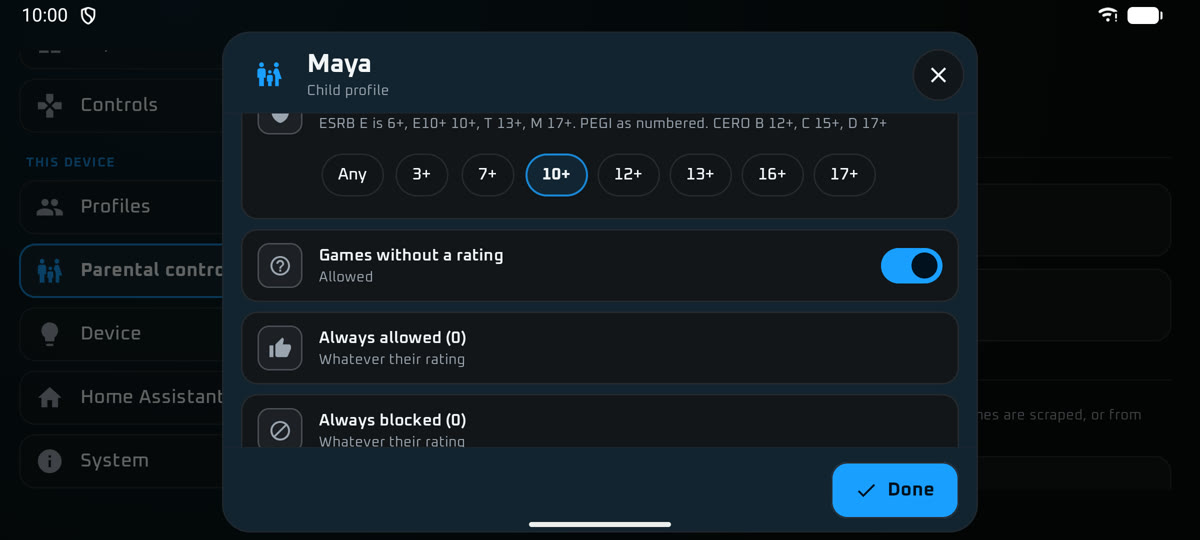 10:00
Maya
Child profile
Controls
THIS DEVICE
Profiles
Parental contro
Device
Home Assistant
System
ESRB E is 6+, E10+ 10+, T 13+, M 17+. PEGI as numbered. CERO B 12+, C 15+, D 17+
Any 3+ 7+ 10+ 12+ 13+ 16+ 17+
Games without a rating
Allowed
Always allowed (0)
Whatever their rating
Always blocked (0)
Whatever their rating
are scraped, or from
Done